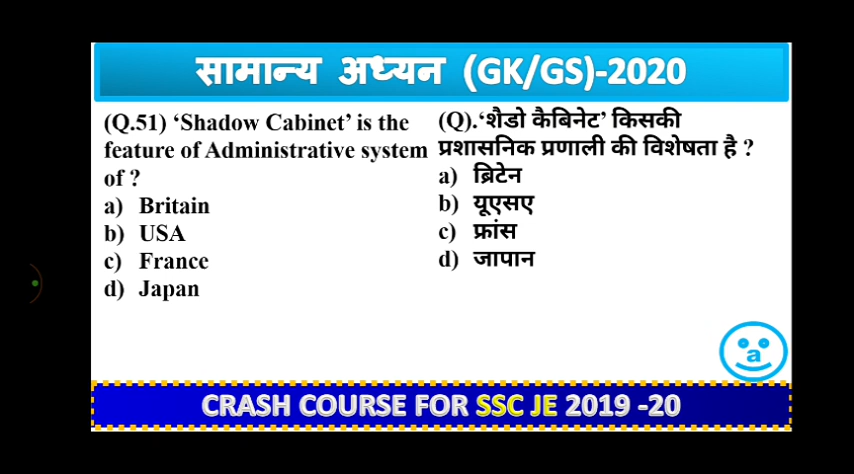 सामान्य अध्यन (GK/GS)-2020
(Q.51) ‘Shadow Cabinet’ is the
feature of Administrative system
of ?
a) Britain
b) USA
c) France
d) Japan
(Q).‘शैडो कैबिनेट’ किसकी
प्रशासनिक प्रणाली की विशेषता है ?
a) ब्रिटेन
b) यूएसए
c) फ्रांस
d) जापान
a
CRASH COURSE FOR SSC JE 2019 -20